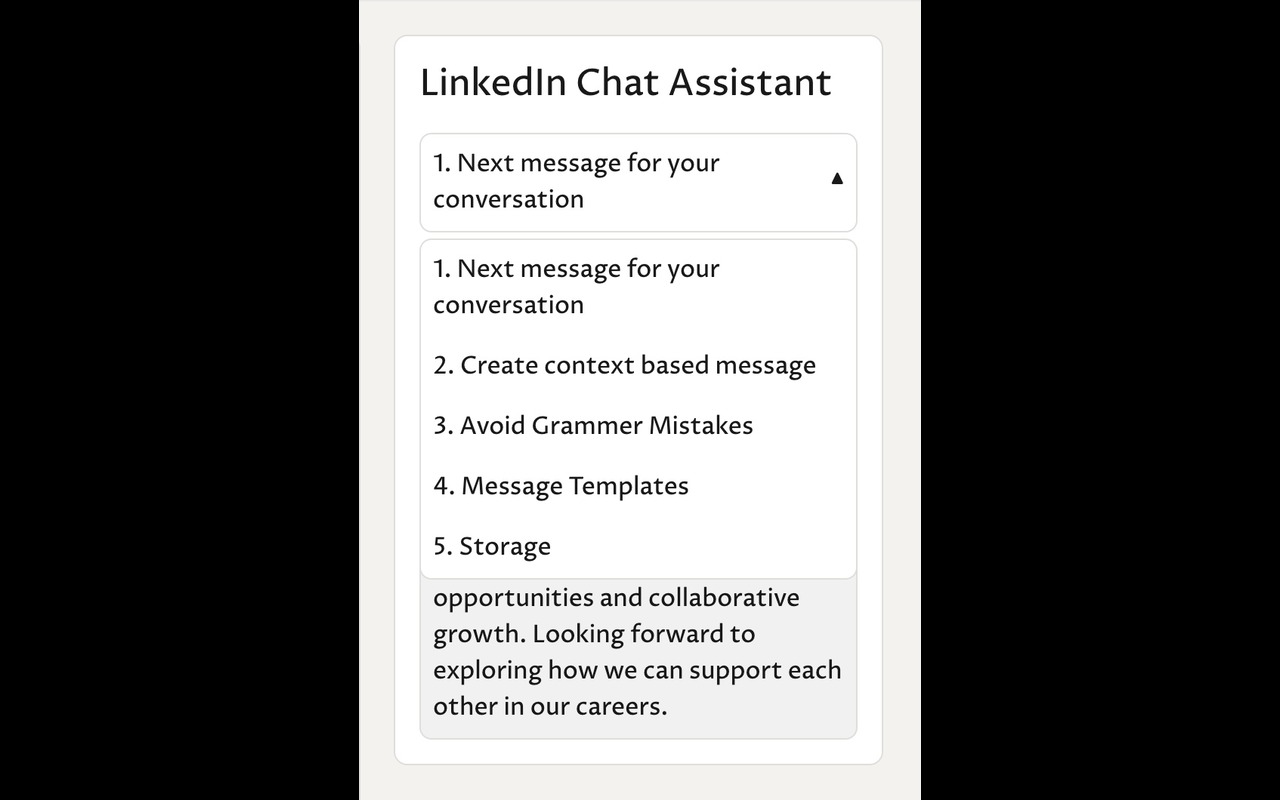 LinkedIn Chat Assistant
1. Next message for your
conversation
1. Next message for your
conversation
2. Create context based message
3. Avoid Grammer Mistakes
4. Message Templates
5. Storage
opportunities and collaborative
growth. Looking forward to
exploring how we can support each
other in our careers.